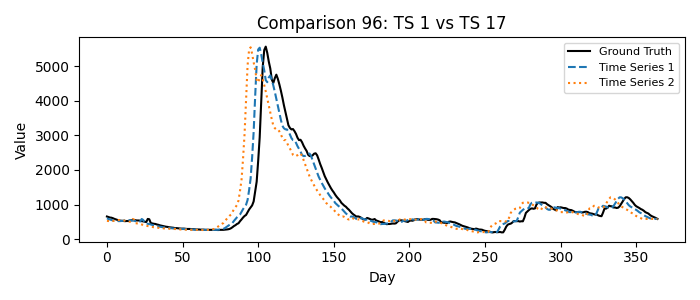 Comparison 96: TS 1 vs TS 17
Ground Truth
Time Series 1
Time Series 2
Value
5000
4000
3000
2000
1000
0
0 50 100 150 200 250 300 350
Day